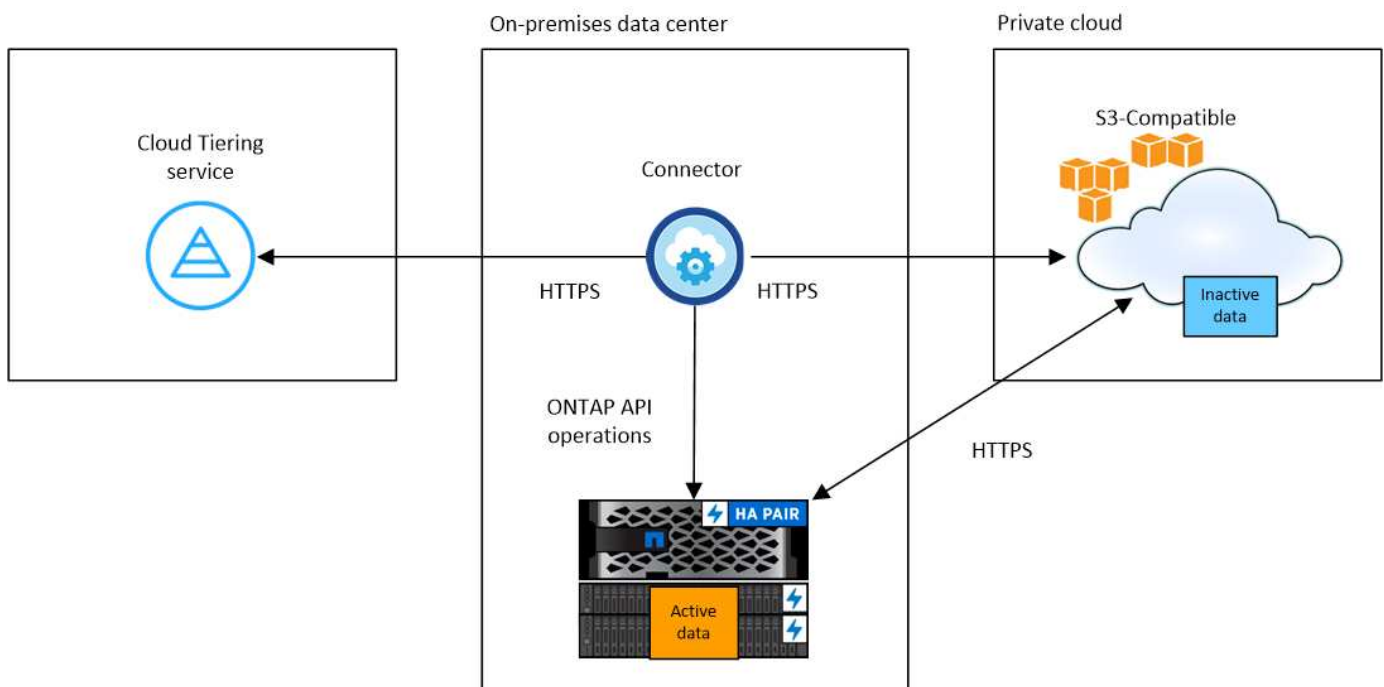 On-premises data center
Private cloud
Cloud Tiering
service
Connector
S3-Compatible
HTTPS
HTTPS
Inactive
data
ONTAP API
operations
HTTPS
HA PAIR
Active
data